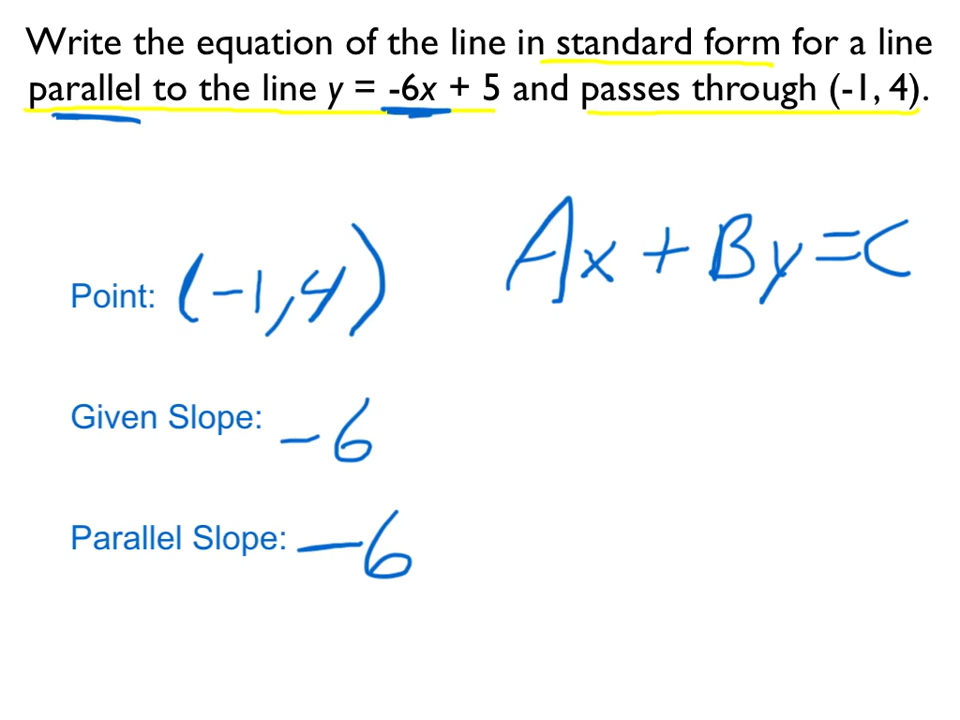 Write the equation of the line in standard form for a line
parallel to the line y = -6x + 5 and passes through (-1, 4).
Ax + By = C
Point: (-1, 4)
Given Slope: -6
Parallel Slope: -6